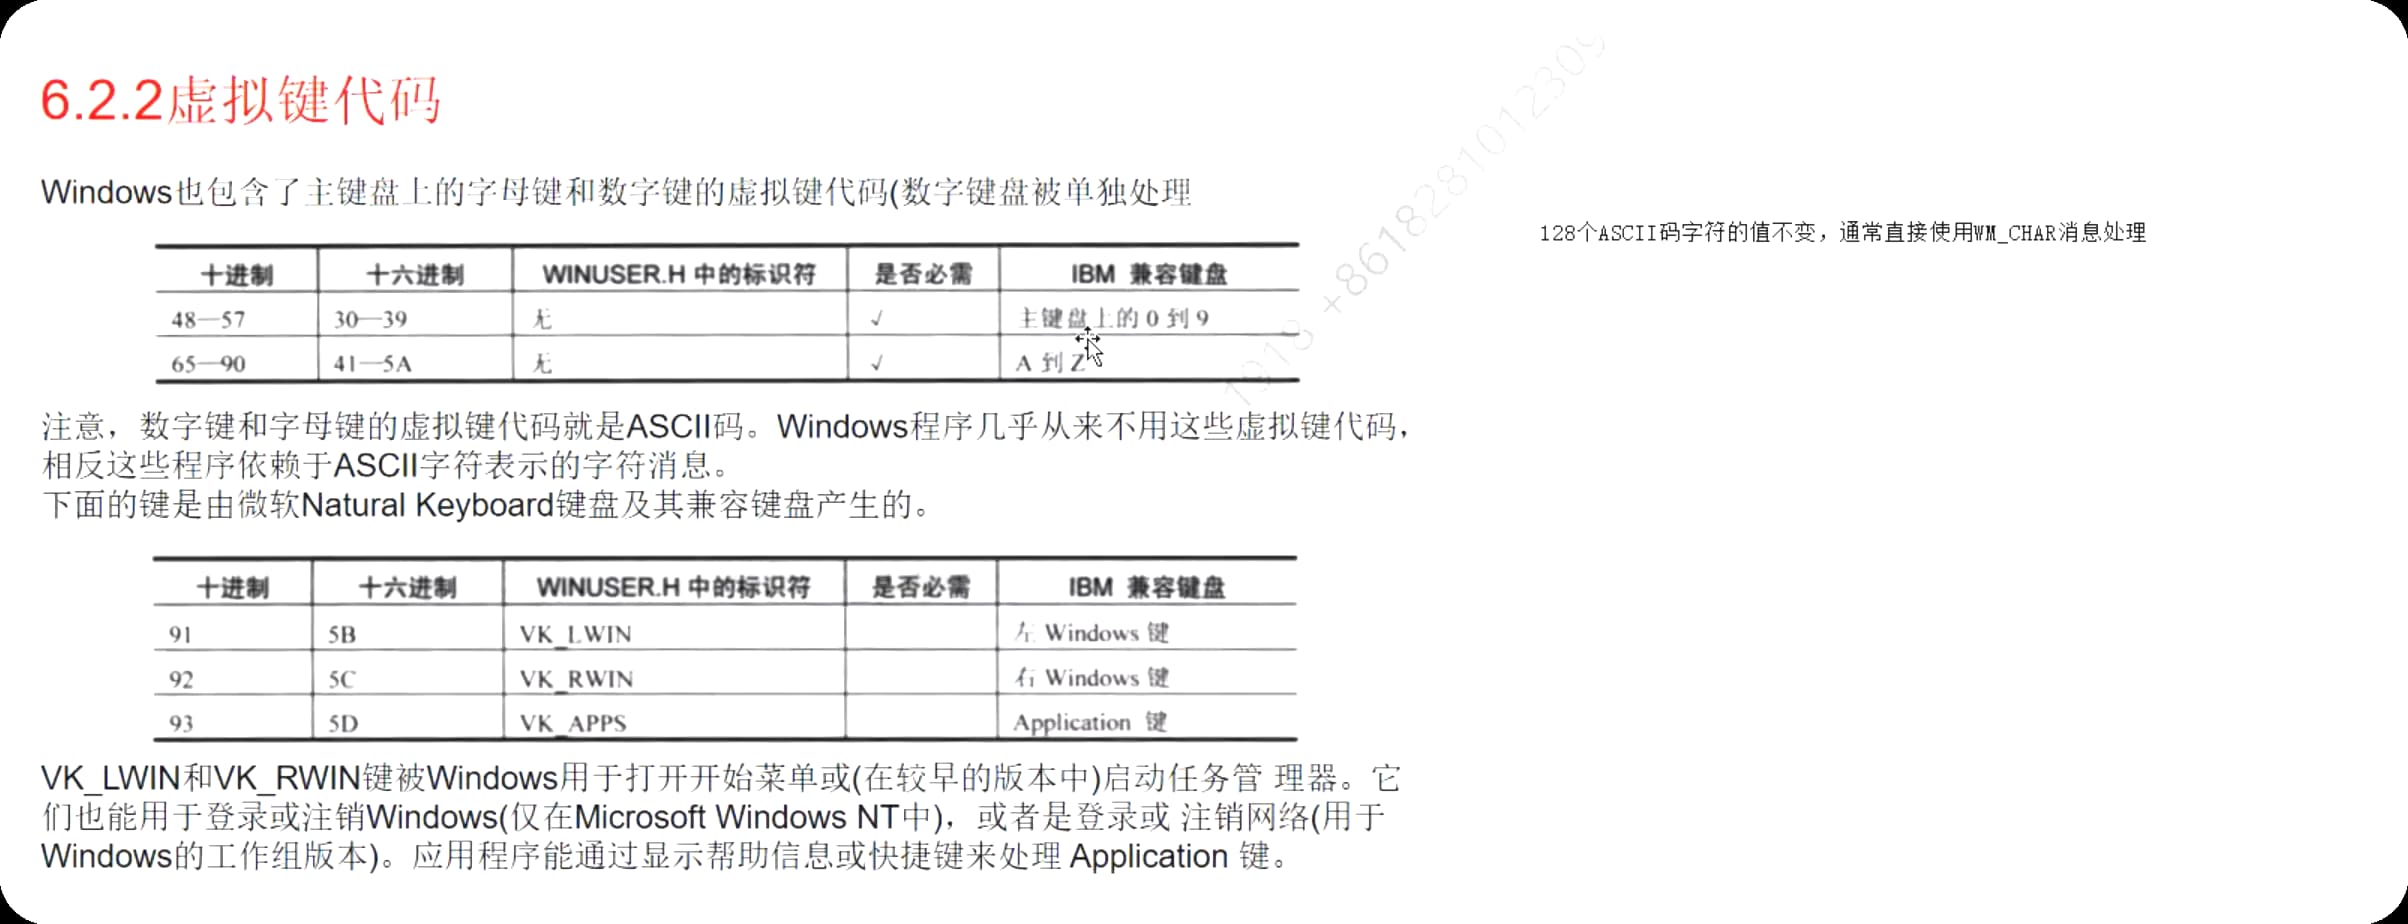 6.2.2虚拟键代码
Windows也包含了主键盘上的字母键和数字键的虚拟键代码(数字键盘被单独处理
128个ASCII码字符的值不变，通常直接使用WM_CHAR消息处理
十进制 十六进制 WINUSER.H 中的标识符 是否必需 IBM 兼容键盘
48—57 30—39 无 √ 主键盘上的 0 到 9
65—90 41—5A 无 √ A 到 Z
注意，数字键和字母键的虚拟键代码就是ASCII码。Windows程序几乎从来不用这些虚拟键代码，
相反这些程序依赖于ASCII字符表示的字符消息。
下面的键是由微软Natural Keyboard键盘及其兼容键盘产生的。
十进制 十六进制 WINUSER.H 中的标识符 是否必需 IBM 兼容键盘
91 5B VK_LWIN 左 Windows 键
92 5C VK_RWIN 右 Windows 键
93 5D VK_APPS Application 键
VK_LWIN和VK_RWIN键被Windows用于打开开始菜单或(在较早的版本中)启动任务管 理器。它
们也能用于登录或注销Windows(仅在Microsoft Windows NT中)，或者是登录或 注销网络(用于
Windows的工作组版本)。应用程序能通过显示帮助信息或快捷键来处理 Application 键。
1913 +8618281012309